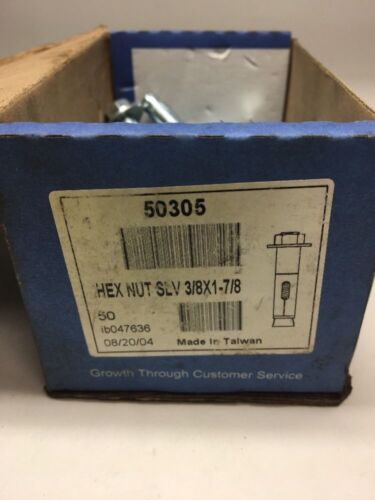 50305
HEX NUT SLV 3/8X1-7/8
50
ib047636
08/20/04 Made In Taiwan
Growth Through Customer Service